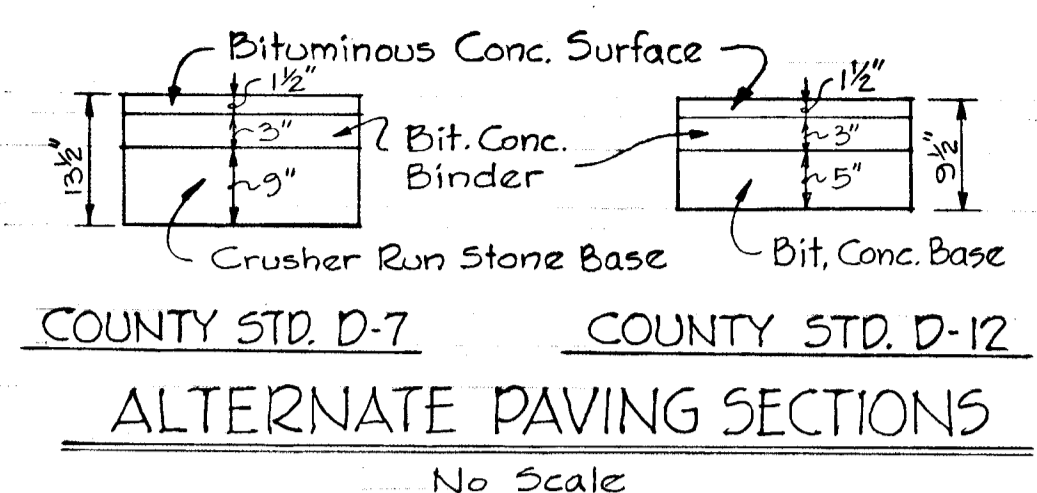 Bituminous Conc. Surface
1½"
1½"
13½"
3"
Bit. Conc.
Binder
3"
9½"
9"
5"
Crusher Run Stone Base
Bit. Conc. Base
COUNTY STD. D-7
COUNTY STD. D-12
ALTERNATE PAVING SECTIONS
No Scale